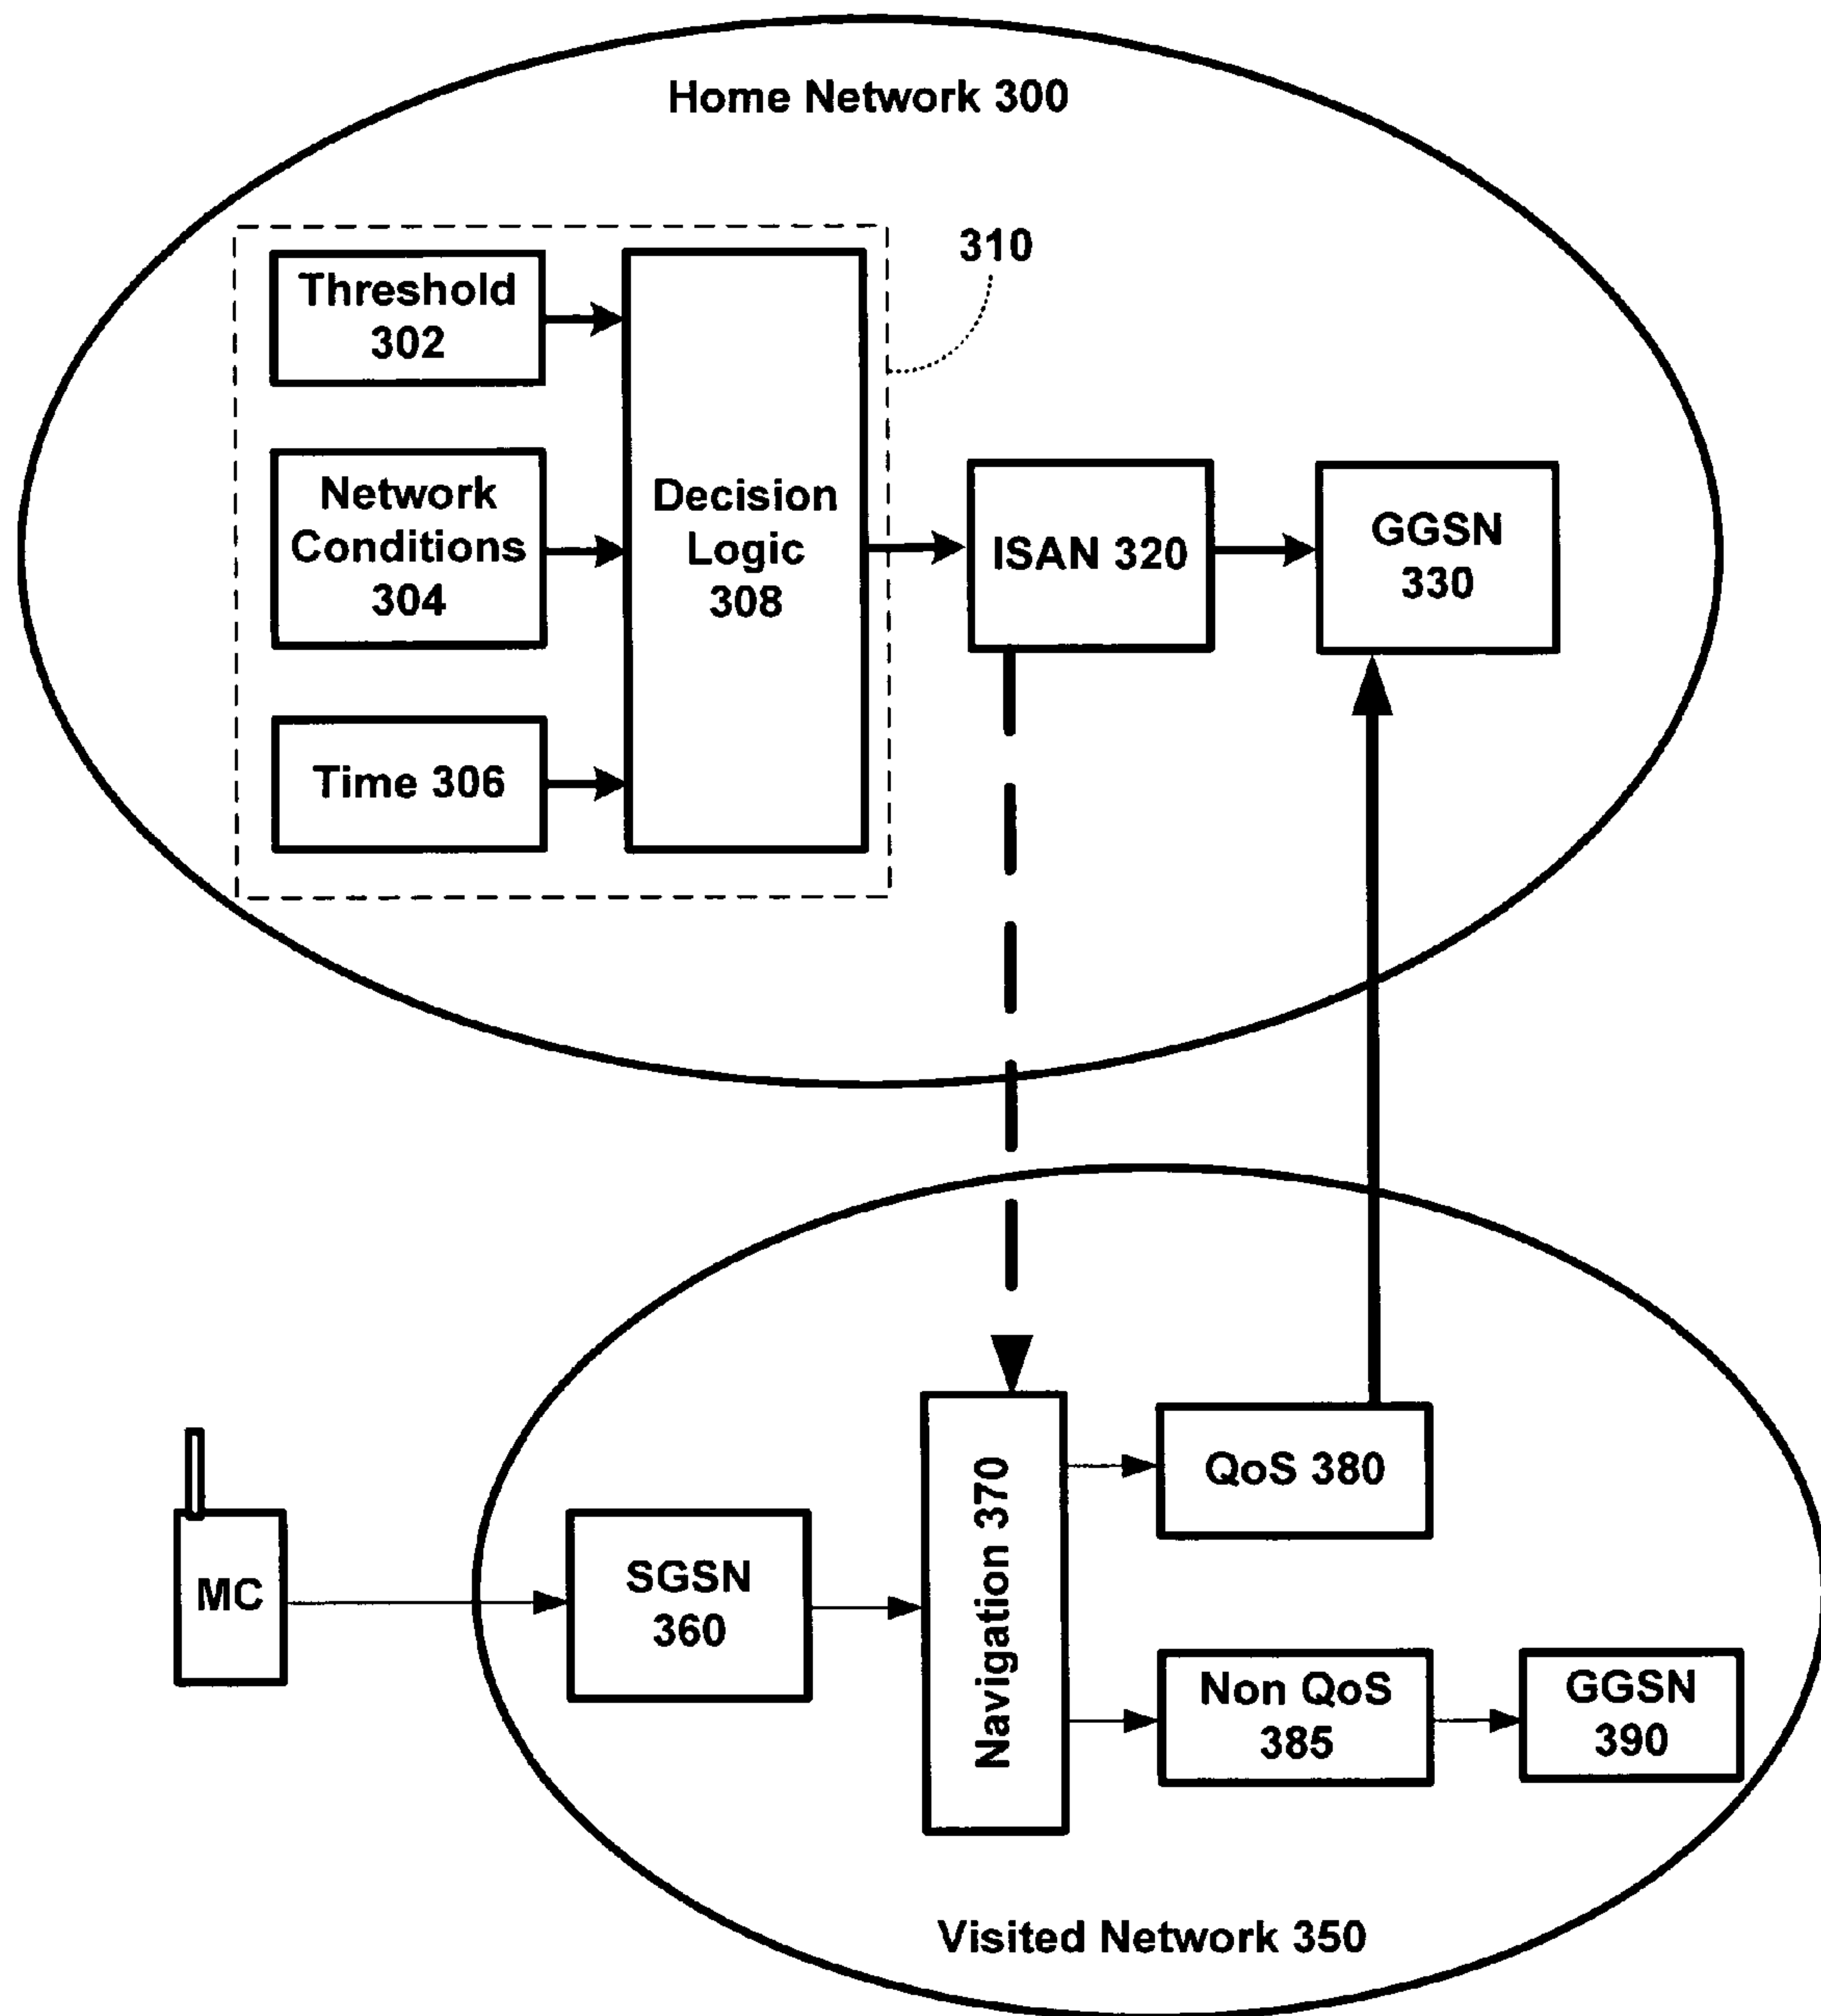 Home Network 300
310
Threshold
302
Network
Conditions
304
Time 306
Decision
Logic
308
ISAN 320
GGSN
330
MC
SGSN
360
Navigation 370
QoS 380
Non QoS
385
GGSN
390
Visited Network 350